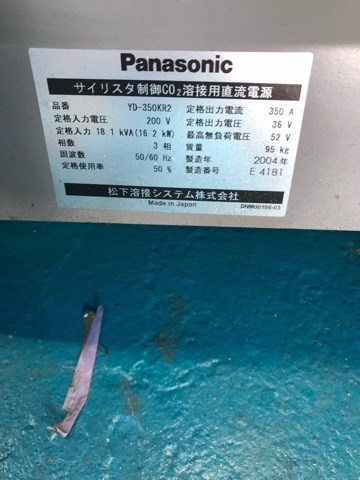 Panasonic
サイリスタ制御CO₂溶接用直流電源
品番 YD-350KR2 定格出力電流 350 A
定格入力電圧 200 V 定格出力電圧 36 V
定格入力 18.1 kVA(16.2 kW) 最高無負荷電圧 52 V
相数 3 相 質量 95 kg
周波数 50/60 Hz 製造年 2004年
定格使用率 50 % 製造番号 E 4181
松下溶接システム株式会社
Made in Japan
DNM00166-03